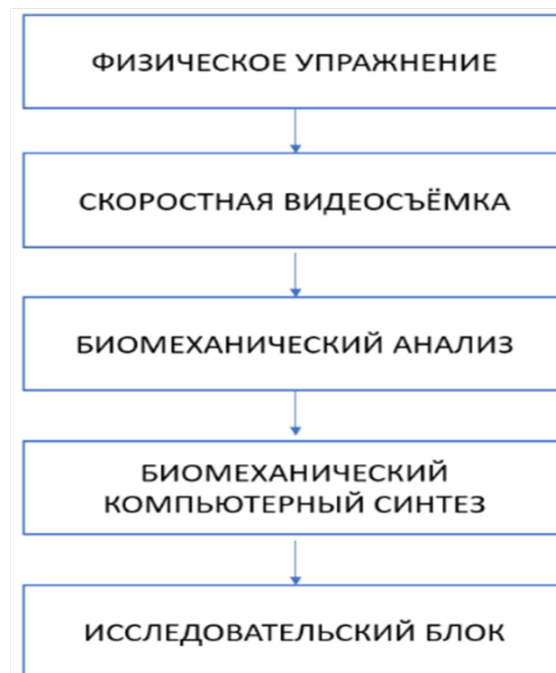 ФИЗИЧЕСКОЕ УПРАЖНЕНИЕ
СКОРОСТНАЯ ВИДЕОСЪЁМКА
БИОМЕХАНИЧЕСКИЙ АНАЛИЗ
БИОМЕХАНИЧЕСКИЙ
КОМПЬЮТЕРНЫЙ СИНТЕЗ
ИССЛЕДОВАТЕЛЬСКИЙ БЛОК